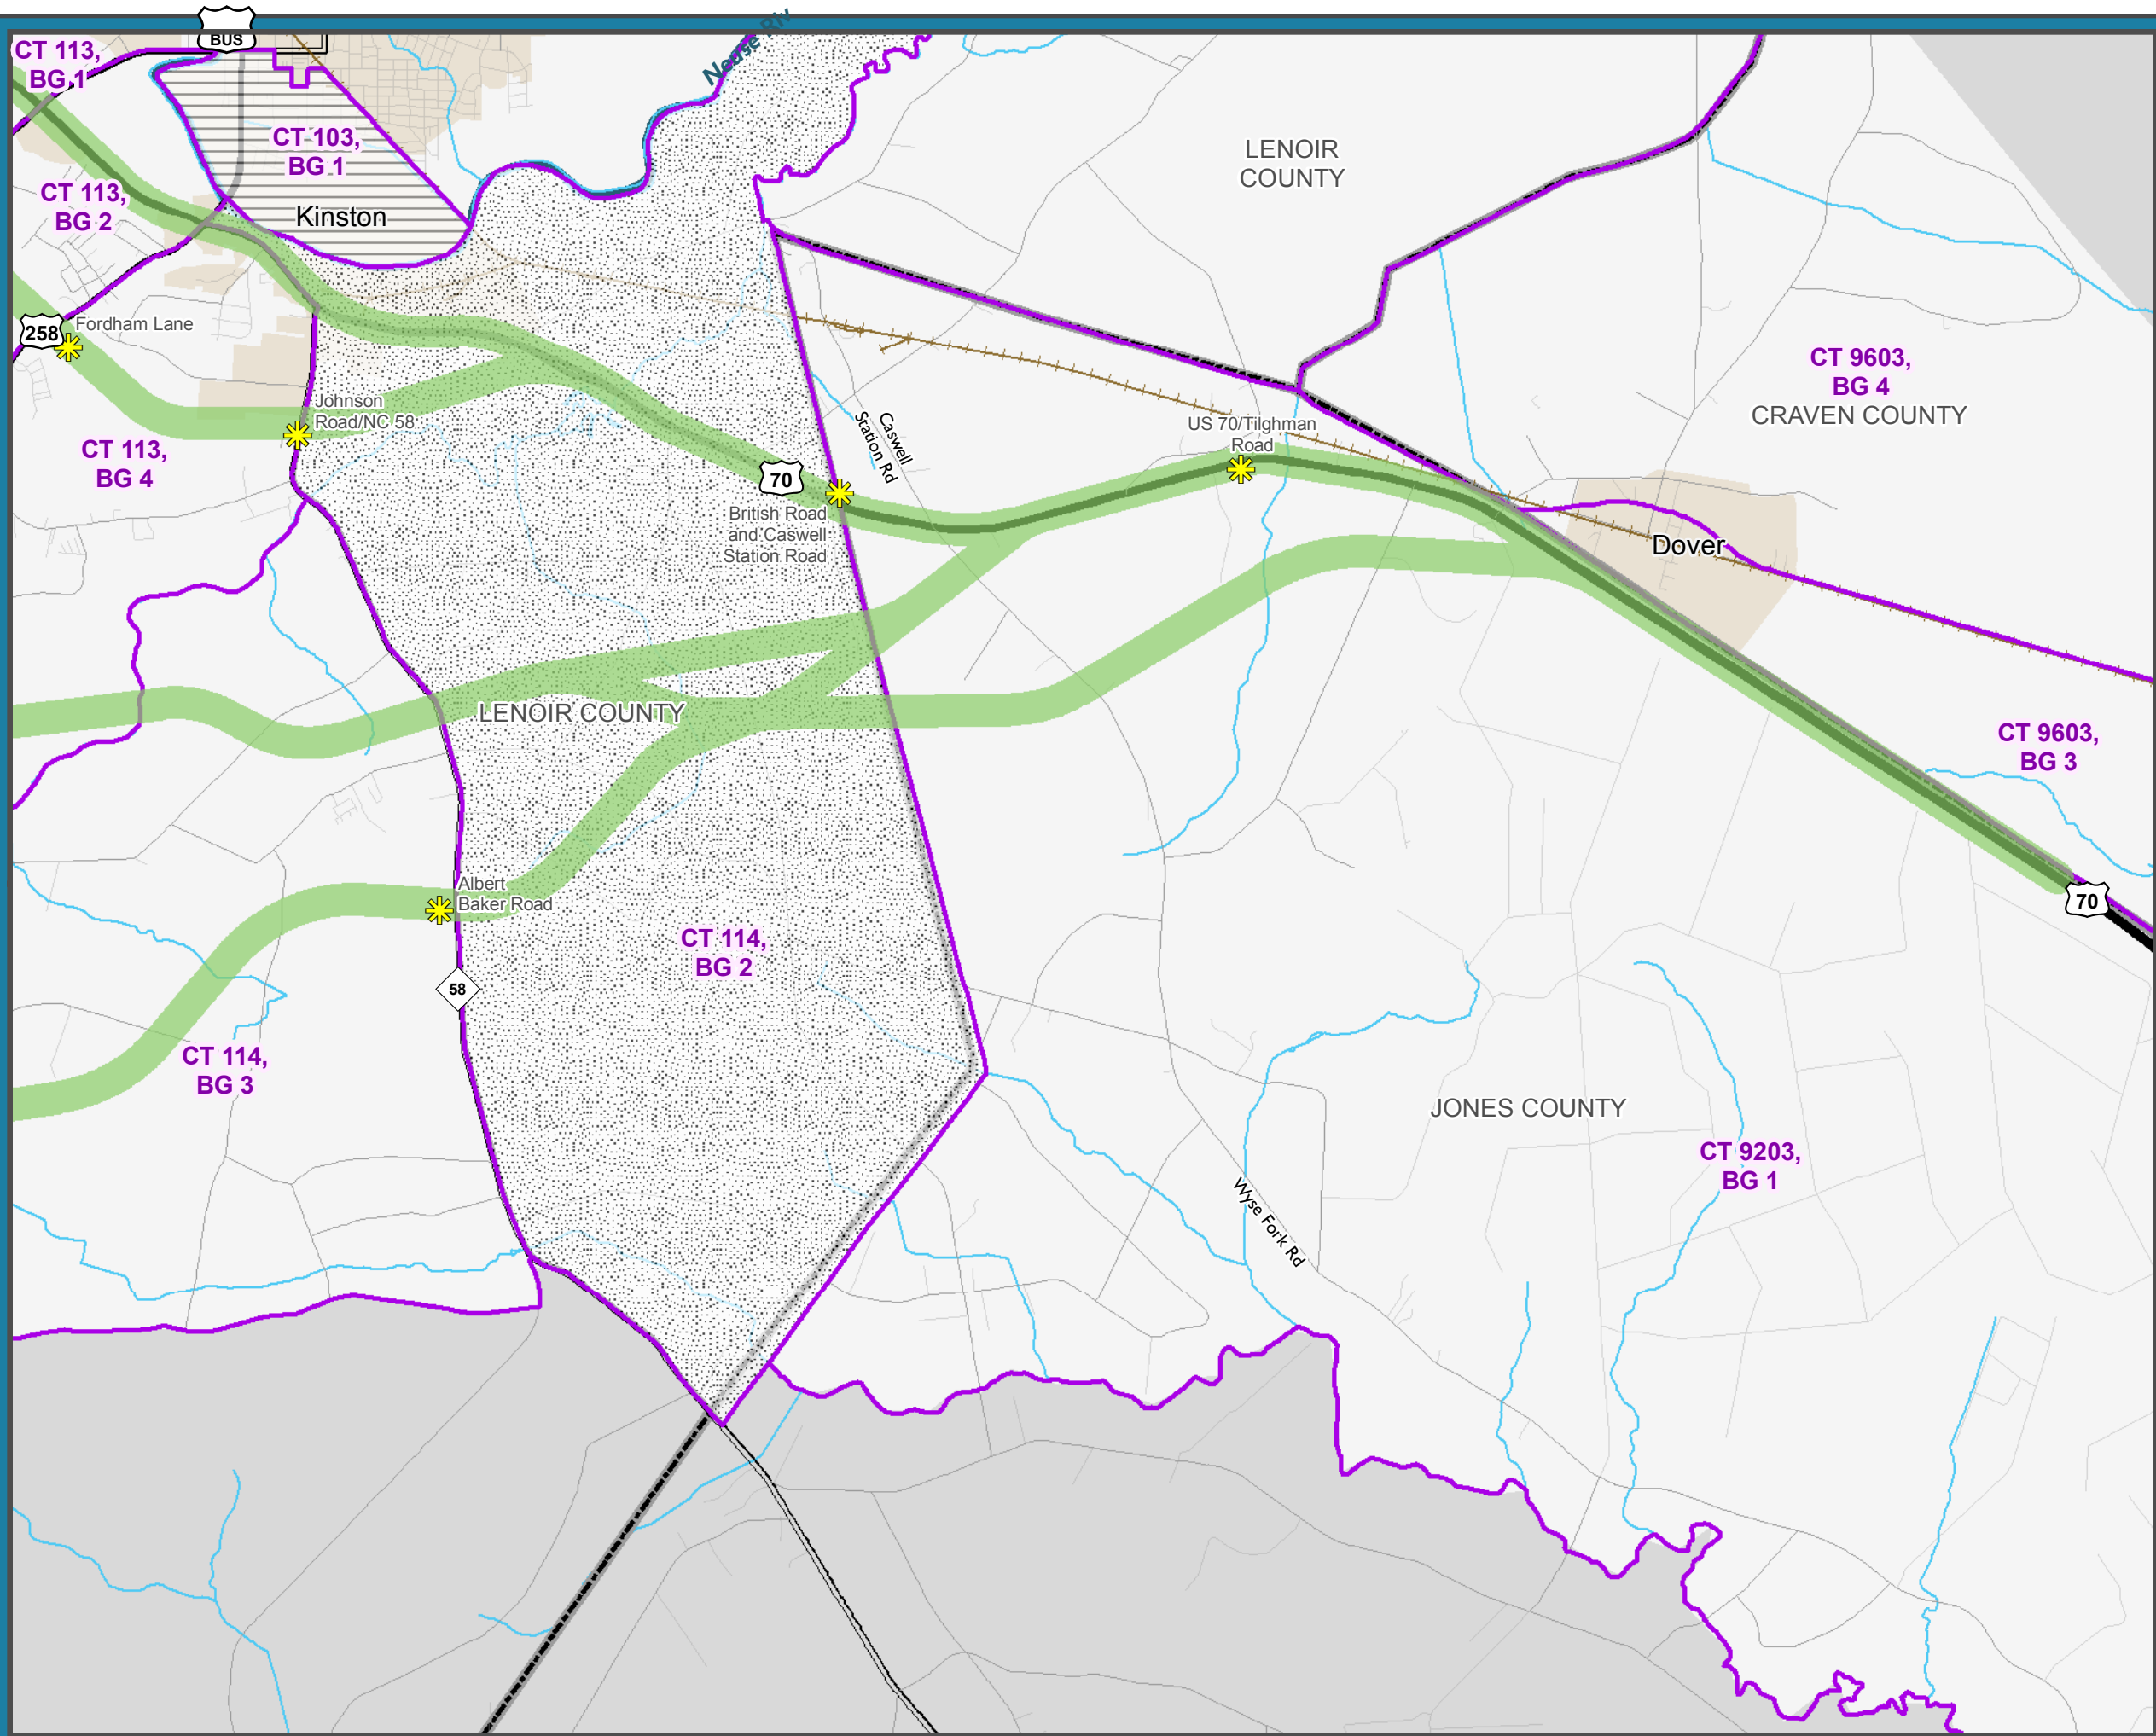 BUS
CT 113,
BG 1
Neuse Riv
CT 103,
BG 1
LENOIR
COUNTY
CT 113,
BG 2
Kinston
258
Fordham Lane
CT 9603,
BG 4
CRAVEN COUNTY
Johnson
Road/NC 58
US 70/Tilghman
Road
Caswell
Station Rd
CT 113,
BG 4
70
British Road
and Caswell
Station Road
Dover
LENOIR COUNTY
CT 9603,
BG 3
Albert
Baker Road
70
CT 114,
BG 2
58
CT 114,
BG 3
JONES COUNTY
CT 9203,
BG 1
Wyse Fork Rd